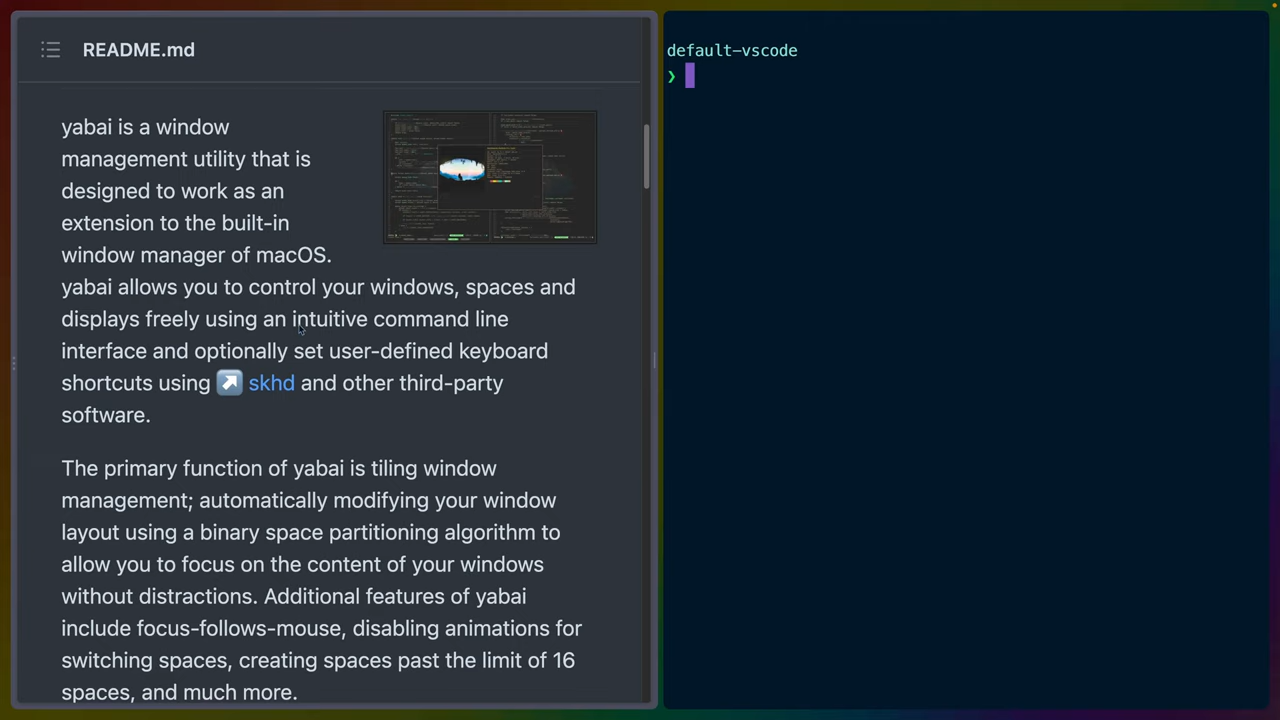 README.md
yabai is a window
management utility that is
designed to work as an
extension to the built-in
window manager of macOS.
yabai allows you to control your windows, spaces and
displays freely using an intuitive command line
interface and optionally set user-defined keyboard
shortcuts using ↗ skhd and other third-party
software.
The primary function of yabai is tiling window
management; automatically modifying your window
layout using a binary space partitioning algorithm to
allow you to focus on the content of your windows
without distractions. Additional features of yabai
include focus-follows-mouse, disabling animations for
switching spaces, creating spaces past the limit of 16
spaces, and much more.
default-vscode
❯